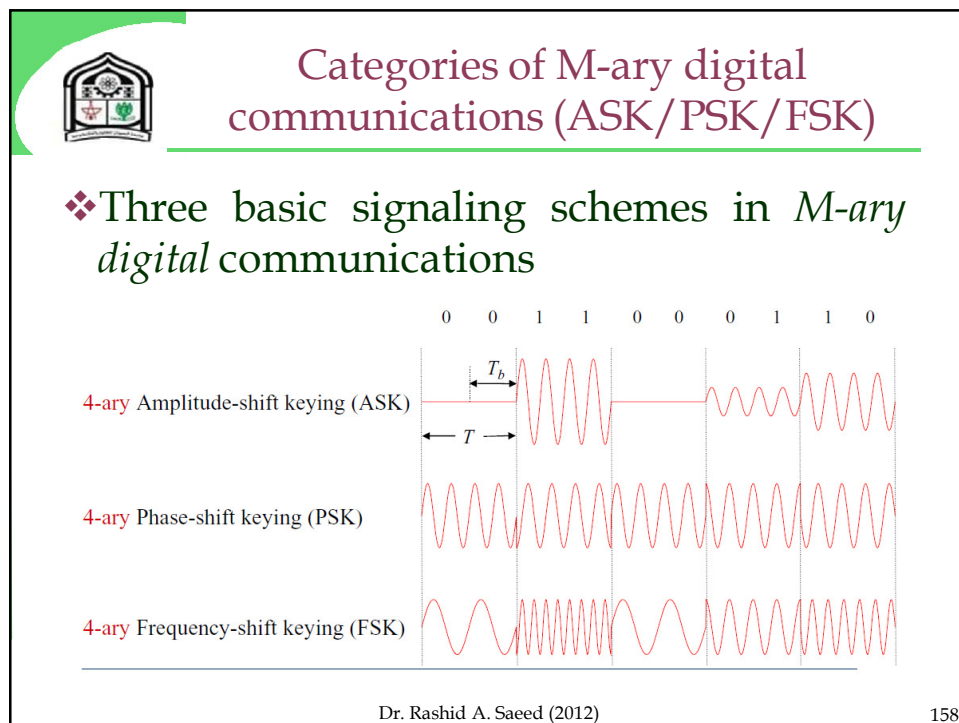 Categories of M-ary digital
communications (ASK/PSK/FSK)
❖Three basic signaling schemes in M-ary
digital communications
0 0 1 1 0 0 0 1 1 0
T_b
4-ary Amplitude-shift keying (ASK)
T
4-ary Phase-shift keying (PSK)
4-ary Frequency-shift keying (FSK)
Dr. Rashid A. Saeed (2012)
158